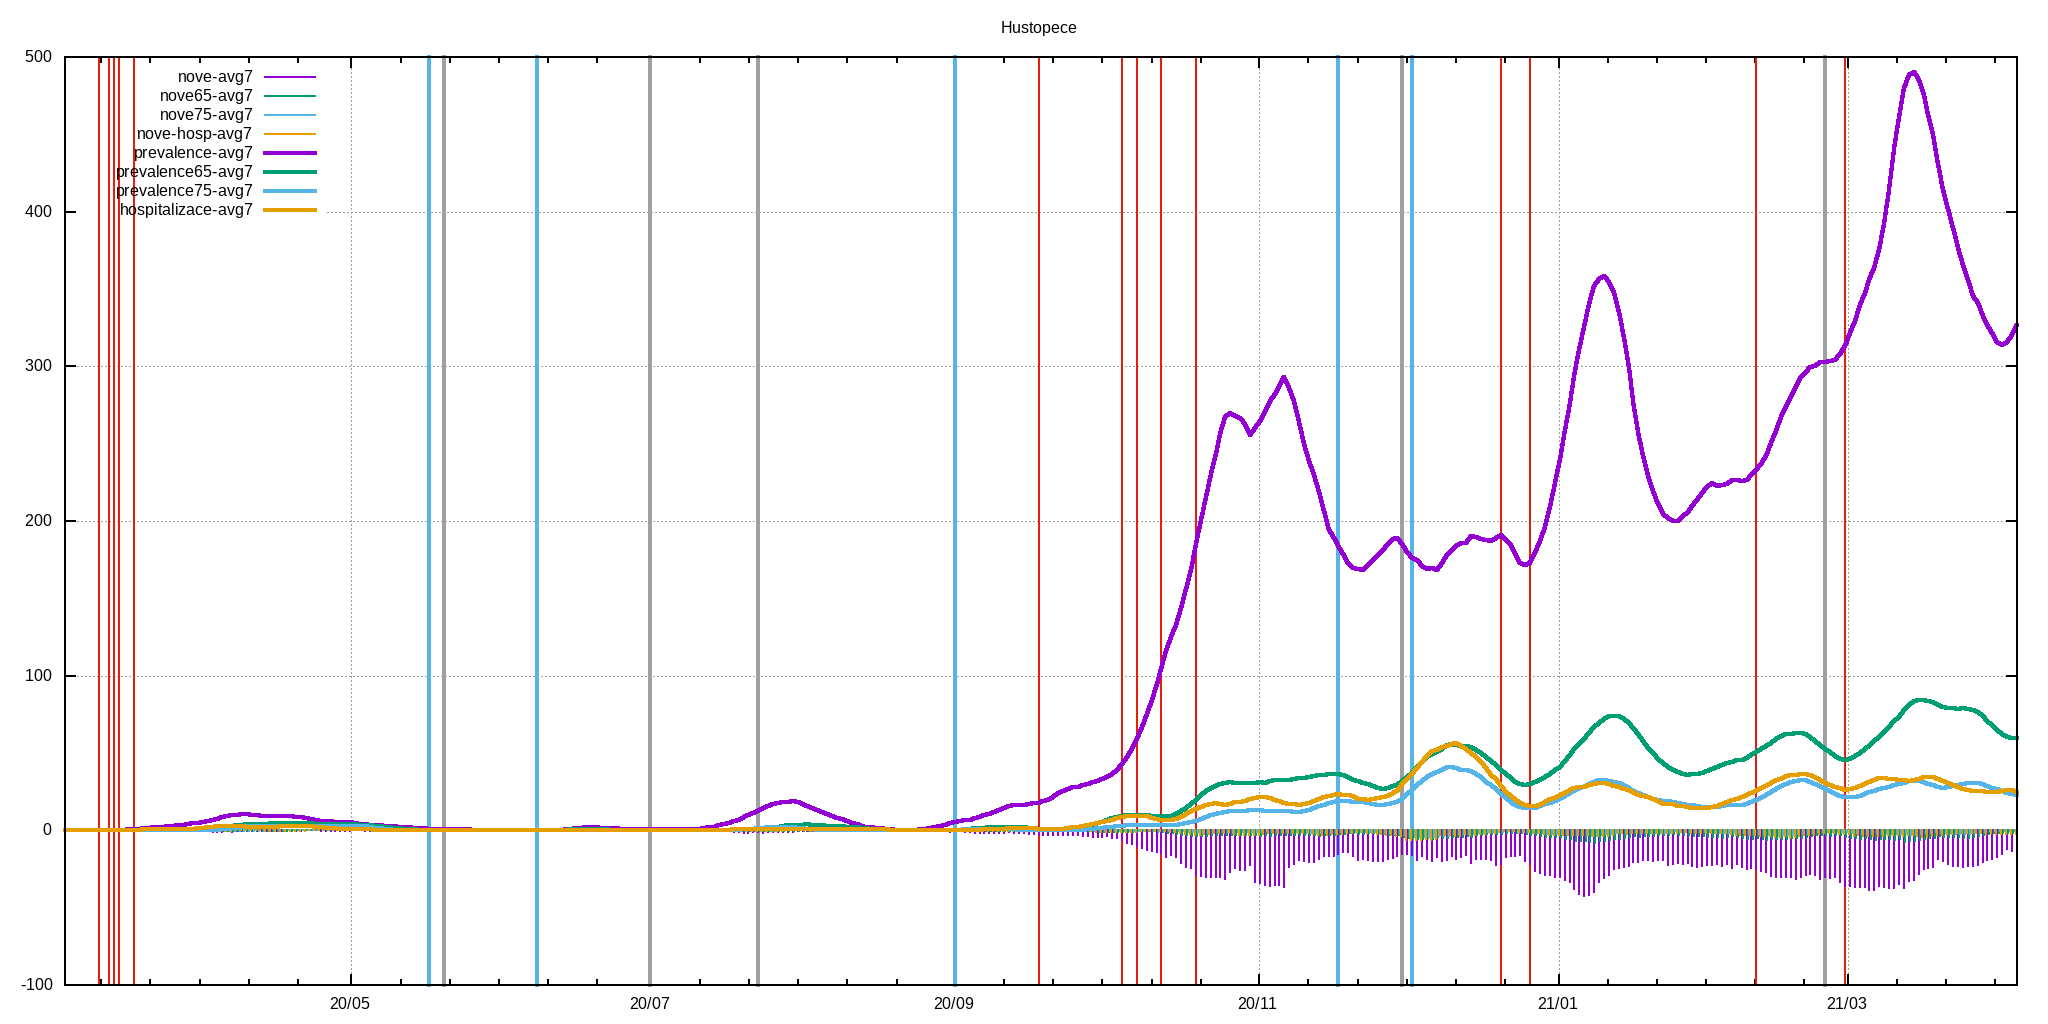 Hustopece
500
400
300
200
100
0
-100
nove-avg7
nove65-avg7
nove75-avg7
nove-hosp-avg7
prevalence-avg7
prevalence65-avg7
prevalence75-avg7
hospitalizace-avg7
20/05 20/07 20/09 20/11 21/01 21/03